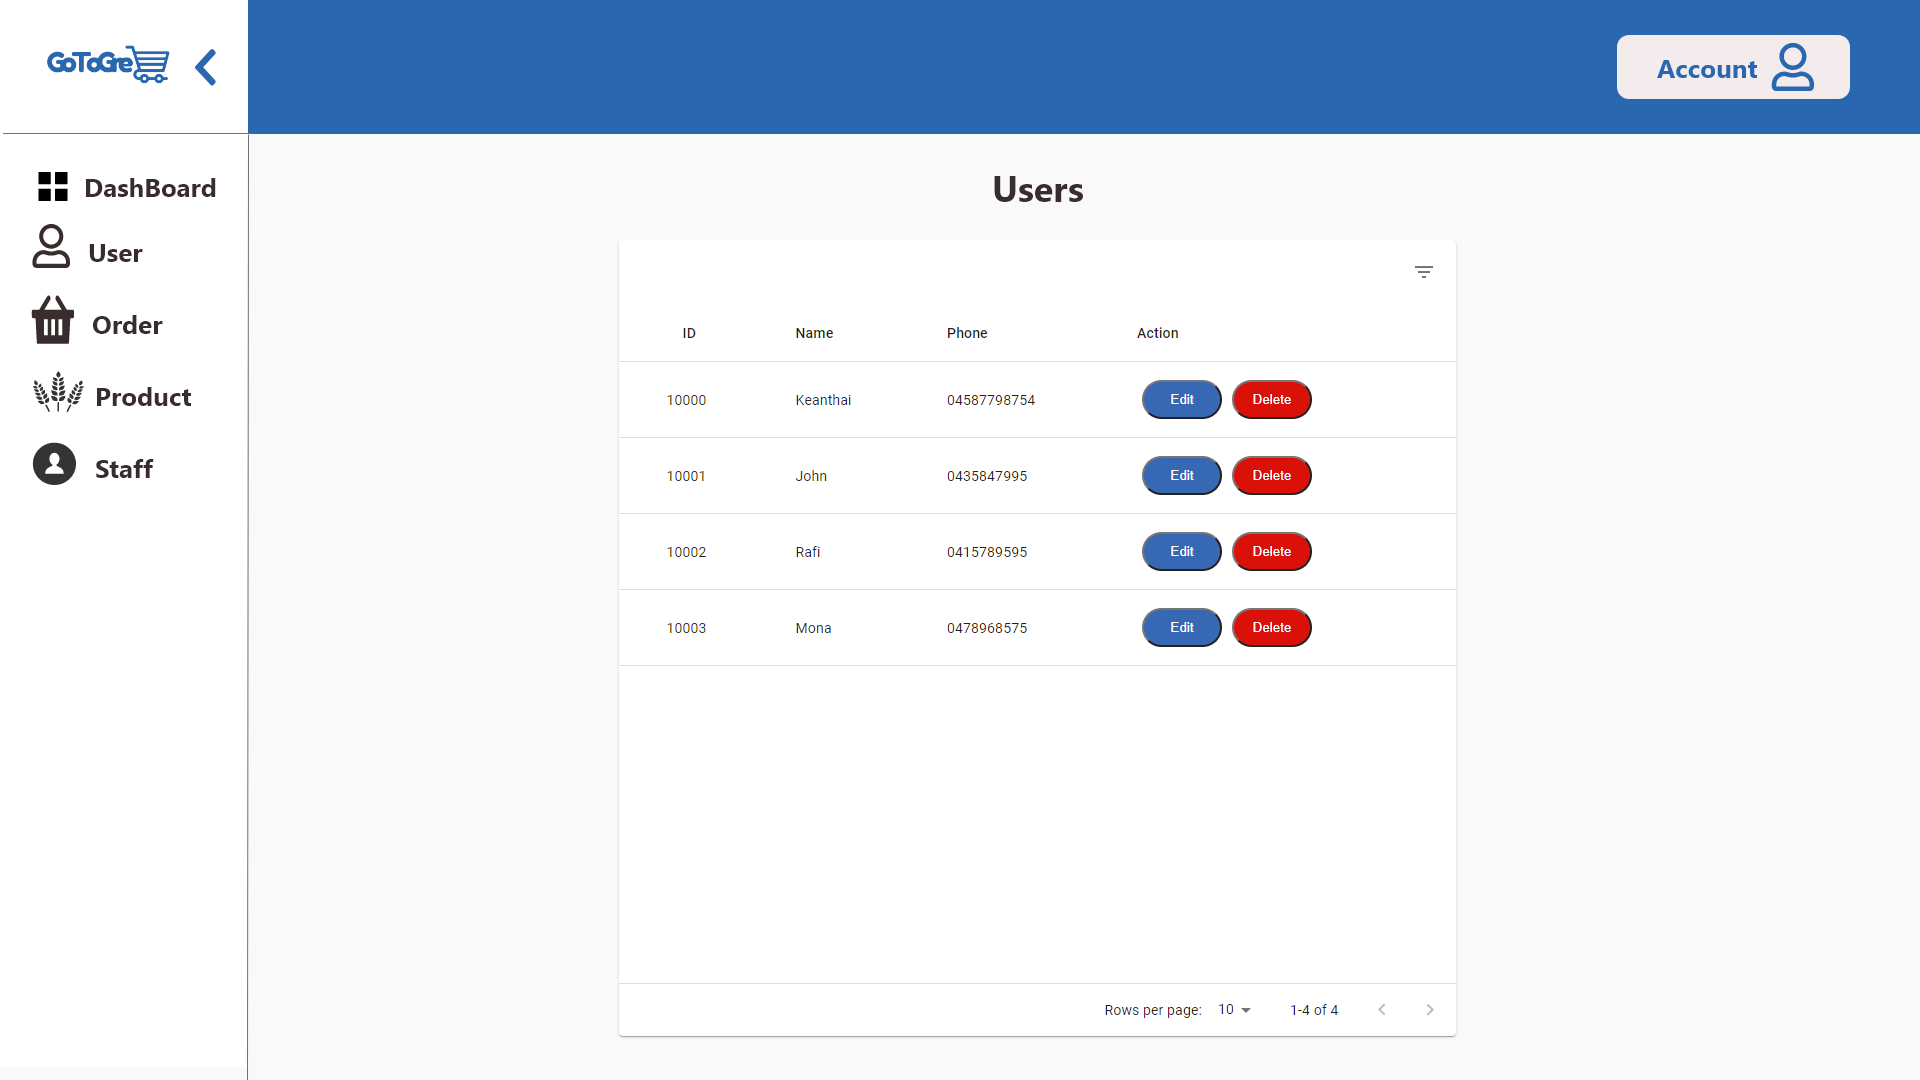 GoToGre
Account
DashBoard
User
Order
Product
Staff
Users
ID Name Phone Action
10000 Keanthai 04587798754 Edit Delete
10001 John 0435847995 Edit Delete
10002 Rafi 0415789595 Edit Delete
10003 Mona 0478968575 Edit Delete
Rows per page: 10 1-4 of 4